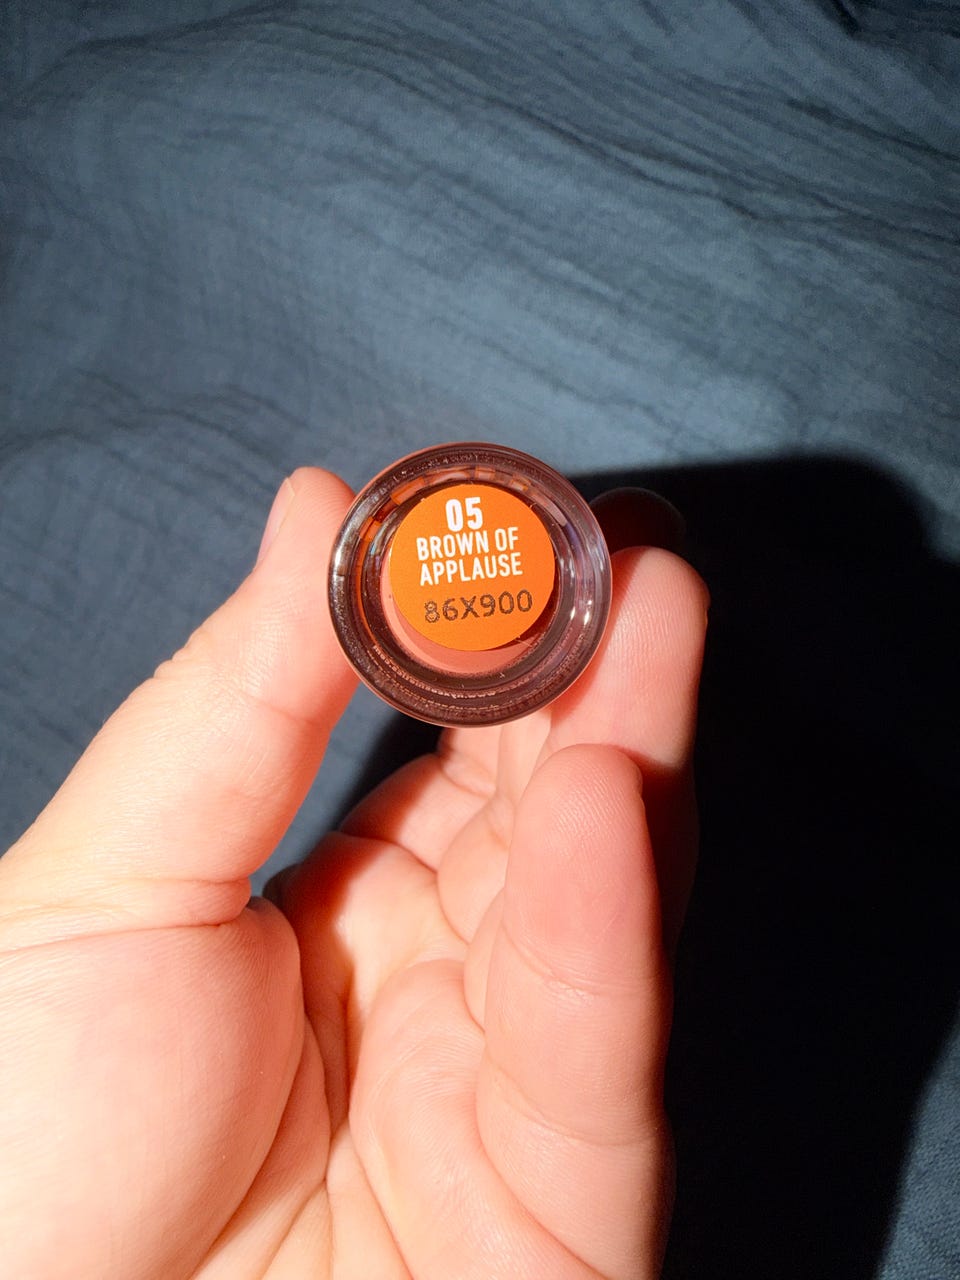 05
BROWN OF
APPLAUSE
86X900